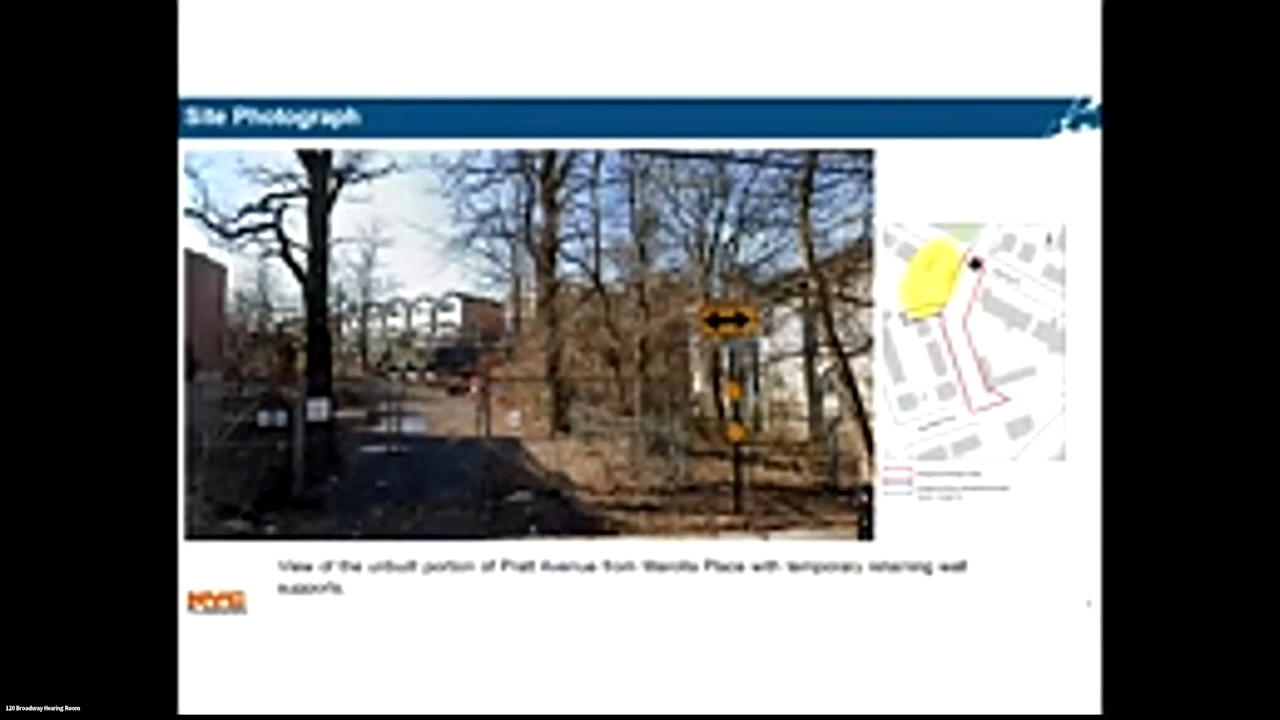 Site Photograph
View of the unbuilt portion of Pratt Avenue from Place with temporary retaining wall
supports.
NYC
120 Broadway Hearing Room